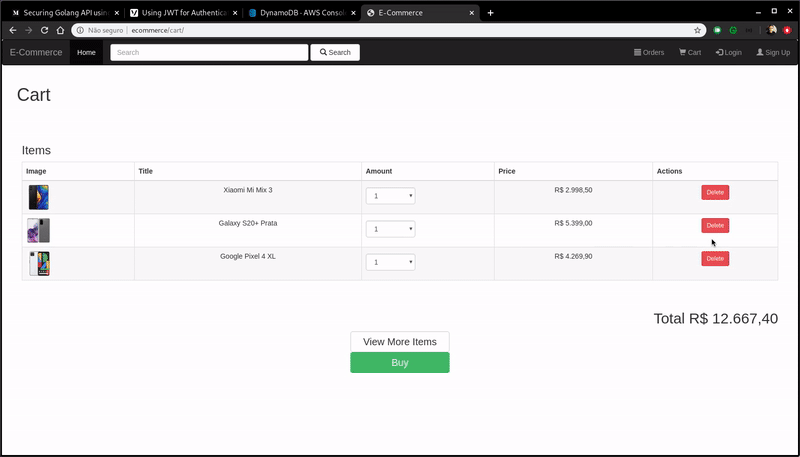 Securing Golang API using
Using JWT for Authentica
DynamoDB - AWS Consol
E-Commerce
Não seguro | ecommerce/cart/
E-Commerce Home Search Search Orders Cart Login Sign Up
Cart
Items
Image Title Amount Price Actions
Xiaomi Mi Mix 3 1 R$ 2.998,50 Delete
Galaxy S20+ Prata 1 R$ 5.399,00 Delete
Google Pixel 4 XL 1 R$ 4.269,90 Delete
Total R$ 12.667,40
View More Items
Buy